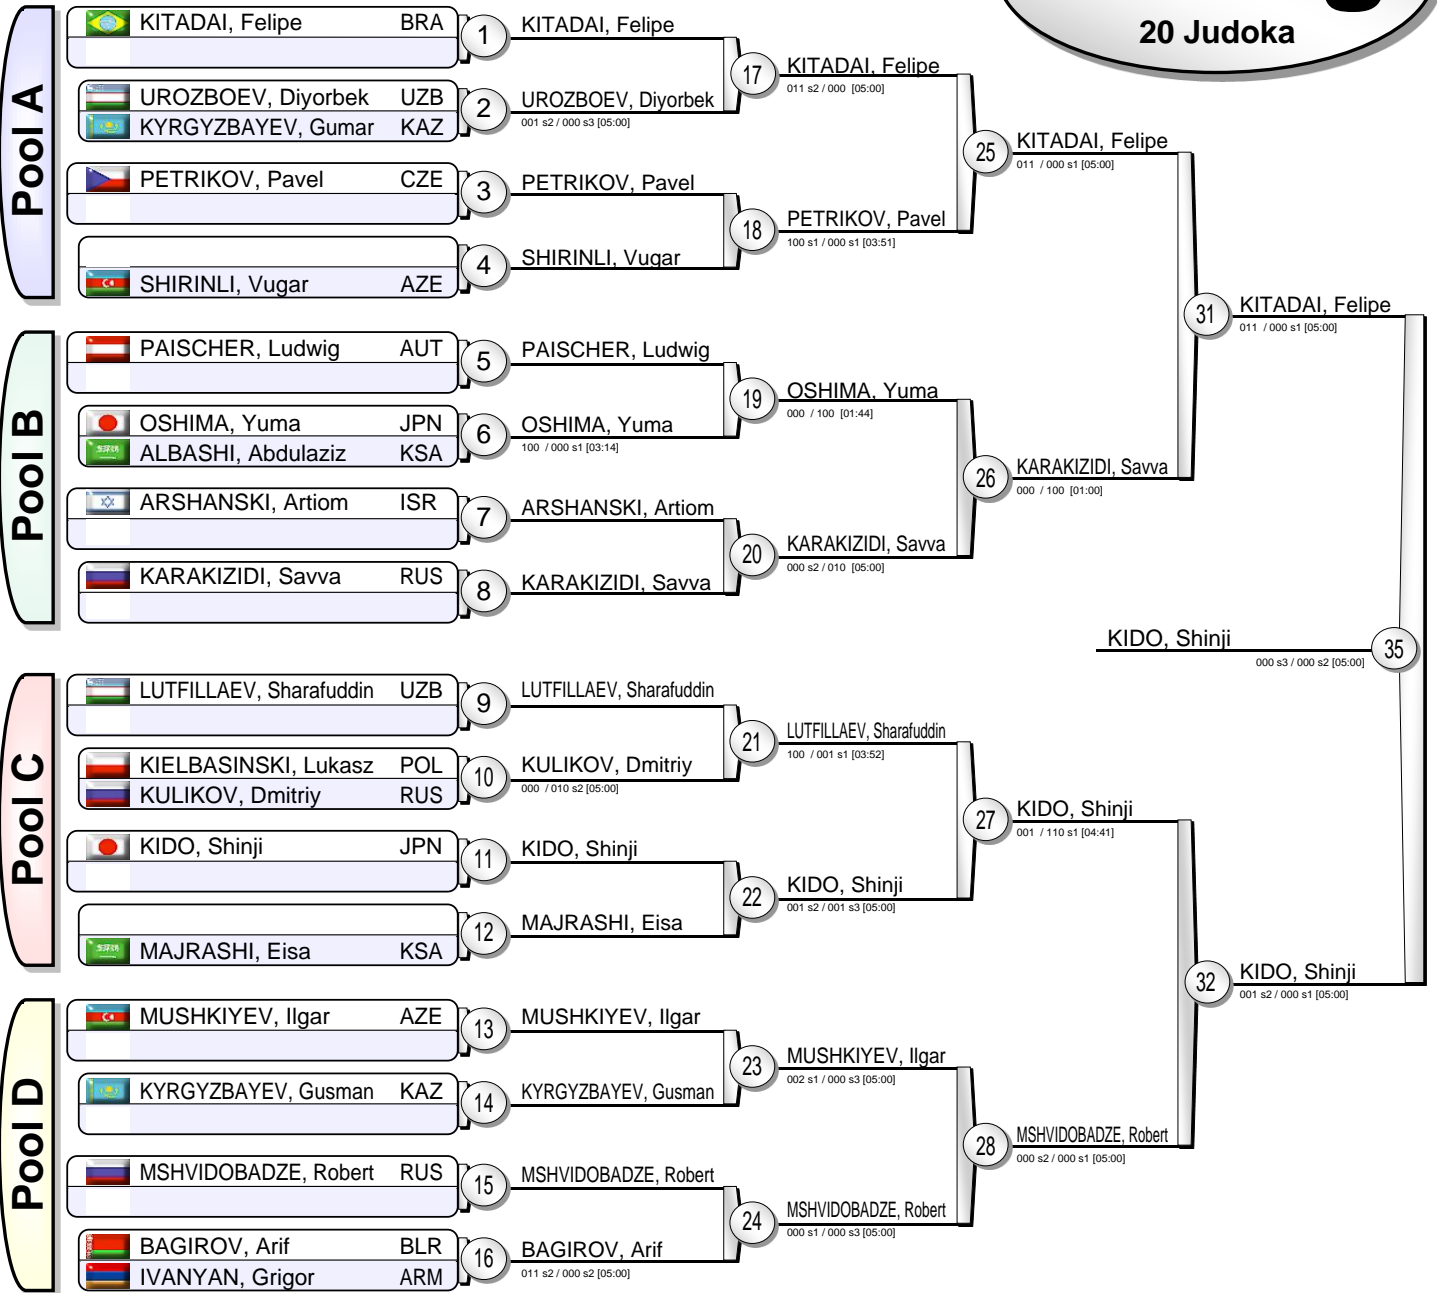 20 Judoka
Pool A
KITADAI, Felipe BRA
1
KITADAI, Felipe
UROZBOEV, Diyorbek UZB
KYRGYZBAYEV, Gumar KAZ
2
UROZBOEV, Diyorbek
001 s2 / 000 s3 [05:00]
17
KITADAI, Felipe
011 s2 / 000 [05:00]
PETRIKOV, Pavel CZE
3
PETRIKOV, Pavel
SHIRINLI, Vugar AZE
4
SHIRINLI, Vugar
18
PETRIKOV, Pavel
100 s1 / 000 s1 [03:51]
25
KITADAI, Felipe
011 / 000 s1 [05:00]
Pool B
PAISCHER, Ludwig AUT
5
PAISCHER, Ludwig
OSHIMA, Yuma JPN
ALBASHI, Abdulaziz KSA
6
OSHIMA, Yuma
100 / 000 s1 [03:14]
19
OSHIMA, Yuma
000 / 100 [01:44]
ARSHANSKI, Artiom ISR
7
ARSHANSKI, Artiom
KARAKIZIDI, Savva RUS
8
KARAKIZIDI, Savva
20
KARAKIZIDI, Savva
000 s2 / 010 [05:00]
26
KARAKIZIDI, Savva
000 / 100 [01:00]
31
KITADAI, Felipe
011 / 000 s1 [05:00]
KIDO, Shinji
000 s3 / 000 s2 [05:00]
35
Pool C
LUTFILLAEV, Sharafuddin UZB
9
LUTFILLAEV, Sharafuddin
KIELBASINSKI, Lukasz POL
KULIKOV, Dmitriy RUS
10
KULIKOV, Dmitriy
000 / 010 s2 [05:00]
21
LUTFILLAEV, Sharafuddin
100 / 001 s1 [03:52]
KIDO, Shinji JPN
11
KIDO, Shinji
MAJRASHI, Eisa KSA
12
MAJRASHI, Eisa
22
KIDO, Shinji
001 s2 / 001 s3 [05:00]
27
KIDO, Shinji
001 / 110 s1 [04:41]
Pool D
MUSHKIYEV, Ilgar AZE
13
MUSHKIYEV, Ilgar
KYRGYZBAYEV, Gusman KAZ
14
KYRGYZBAYEV, Gusman
23
MUSHKIYEV, Ilgar
002 s1 / 000 s3 [05:00]
MSHVIDOBADZE, Robert RUS
15
MSHVIDOBADZE, Robert
BAGIROV, Arif BLR
IVANYAN, Grigor ARM
16
BAGIROV, Arif
011 s2 / 000 s2 [05:00]
24
MSHVIDOBADZE, Robert
000 s1 / 000 s3 [05:00]
28
MSHVIDOBADZE, Robert
000 s2 / 000 s1 [05:00]
32
KIDO, Shinji
001 s2 / 000 s1 [05:00]